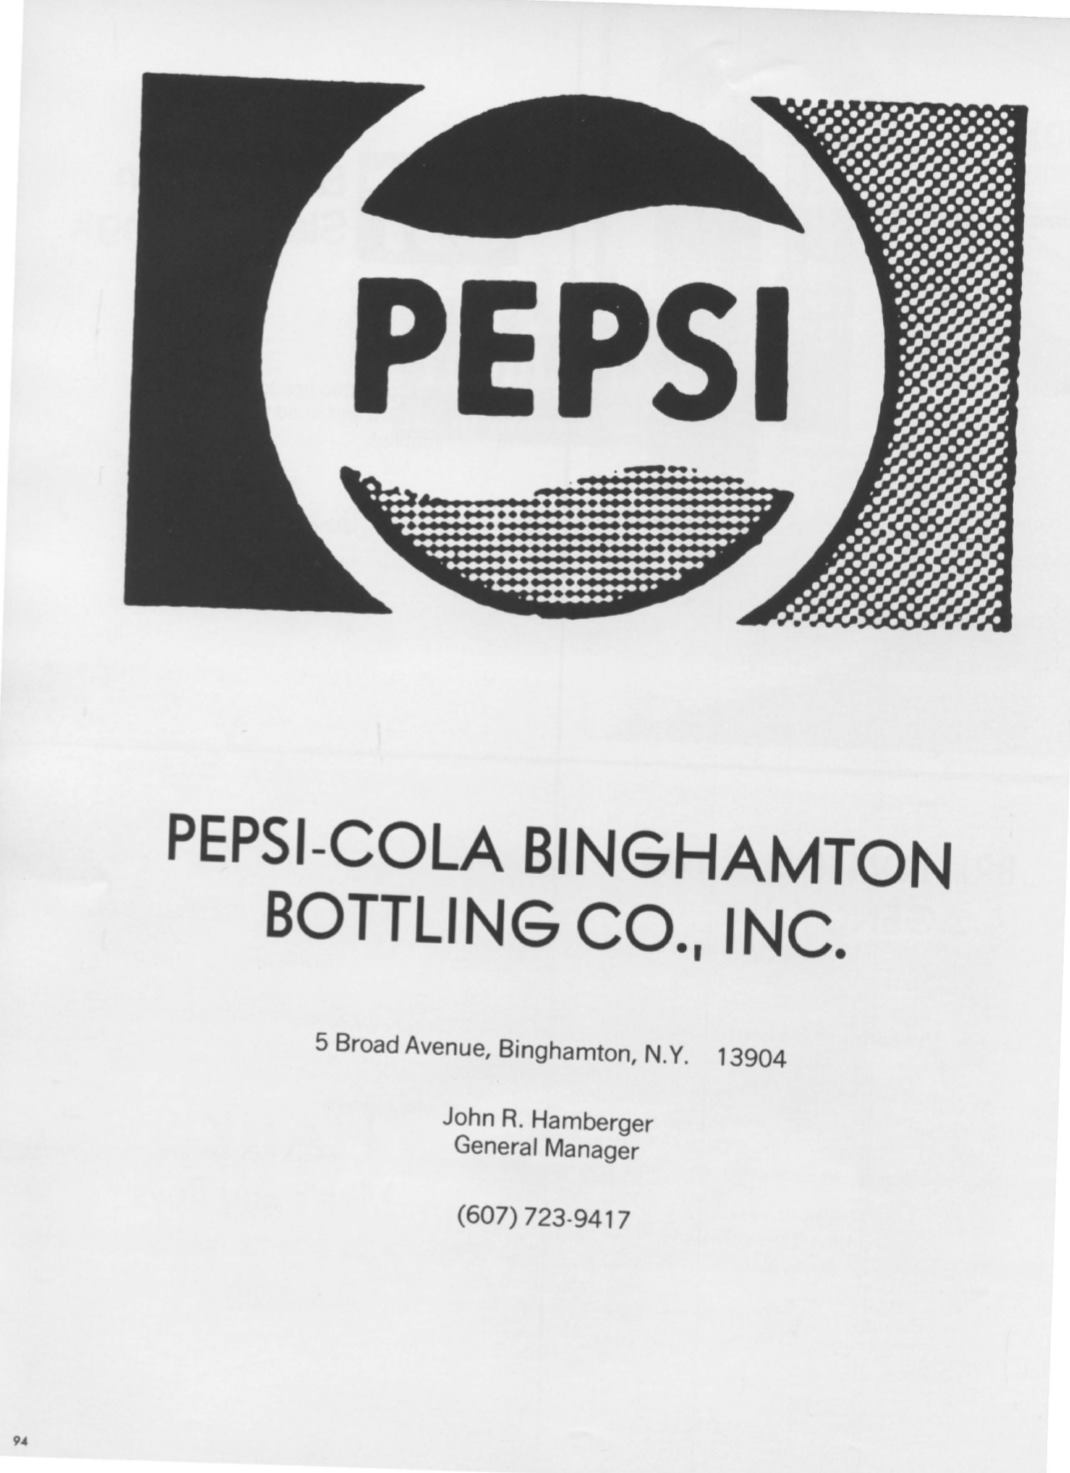 PEPSI
PEPSI-COLA BINGHAMTON
BOTTLING CO., INC.
5 Broad Avenue, Binghamton, N.Y. 13904
John R. Hamberger
General Manager
(607) 723-9417
94